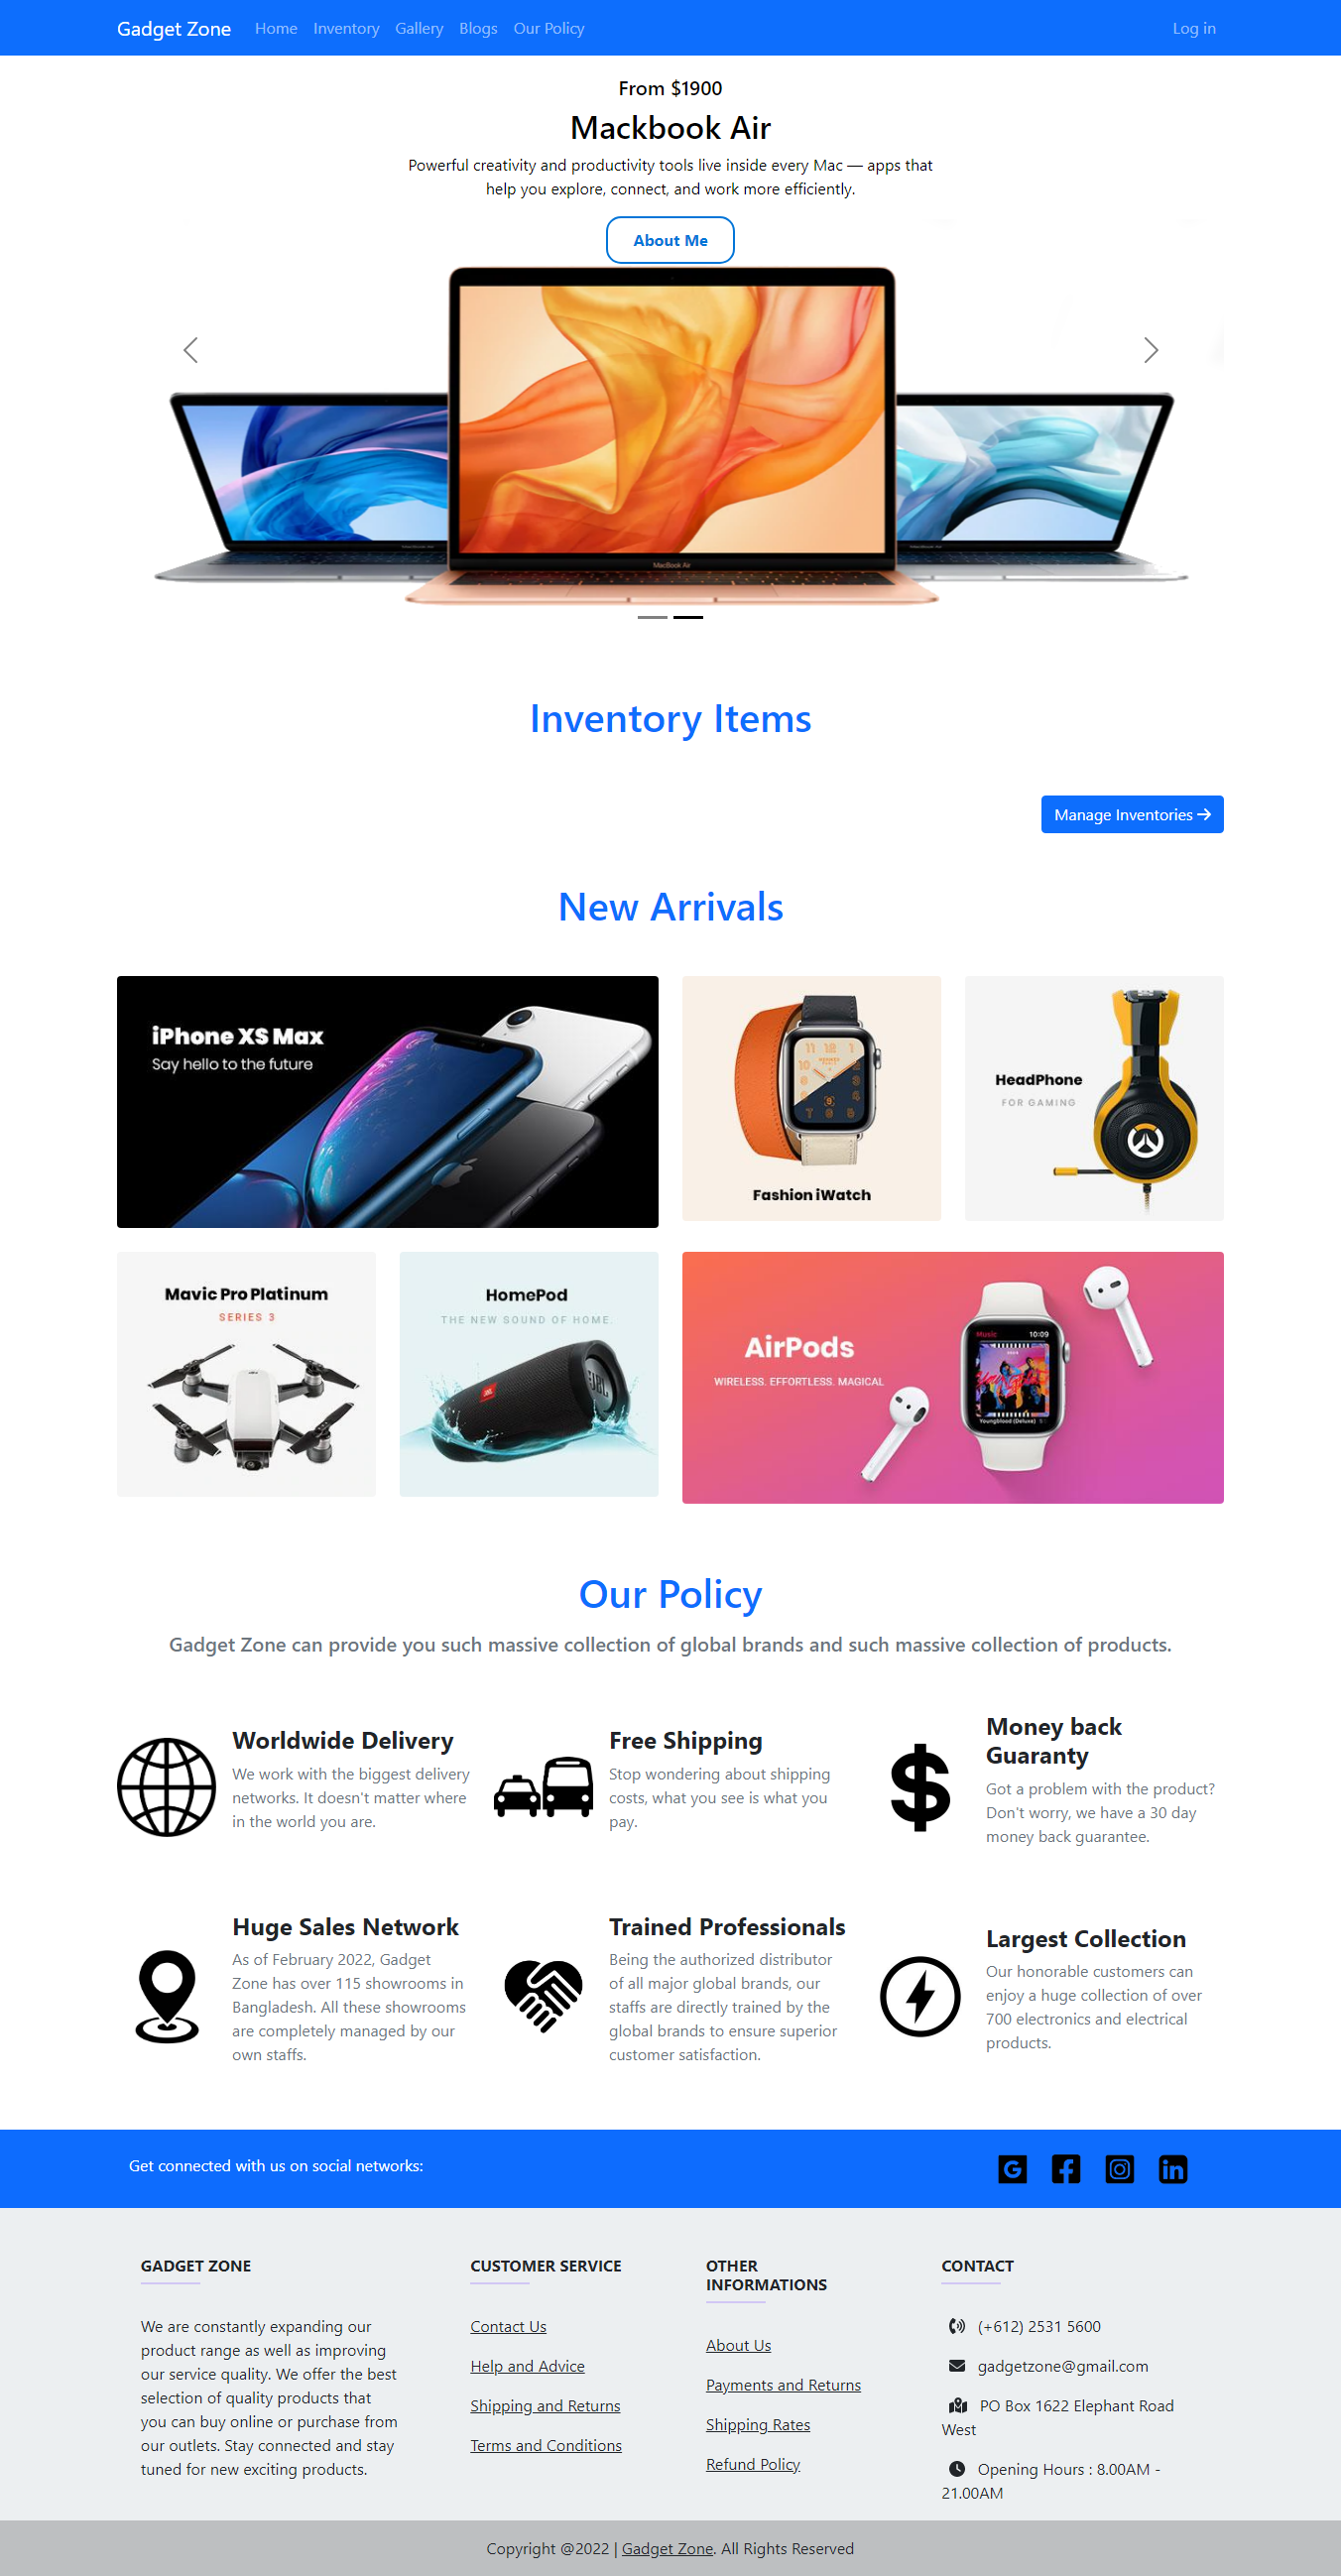 Gadget Zone Home Inventory Gallery Blogs Our Policy Log in
From $1900
Mackbook Air
Powerful creativity and productivity tools live inside every Mac — apps that
help you explore, connect, and work more efficiently.
About Me
MacBook Air
Inventory Items
Manage Inventories
New Arrivals
iPhone XS Max
Say hello to the future
Fashion iWatch
HeadPhone
FOR GAMING
Mavic Pro Platinum
SERIES 3
HomePod
THE NEW SOUND OF HOME.
JBL
AirPods
WIRELESS. EFFORTLESS. MAGICAL
Music 10:09
Youngblood (Deluxe)
Our Policy
Gadget Zone can provide you such massive collection of global brands and such massive collection of products.
Worldwide Delivery
We work with the biggest delivery
networks. It doesn't matter where
in the world you are.
Free Shipping
Stop wondering about shipping
costs, what you see is what you
pay.
Money back
Guaranty
Got a problem with the product?
Don't worry, we have a 30 day
money back guarantee.
Huge Sales Network
As of February 2022, Gadget
Zone has over 115 showrooms in
Bangladesh. All these showrooms
are completely managed by our
own staffs.
Trained Professionals
Being the authorized distributor
of all major global brands, our
staffs are directly trained by the
global brands to ensure superior
customer satisfaction.
Largest Collection
Our honorable customers can
enjoy a huge collection of over
700 electronics and electrical
products.
Get connected with us on social networks:
GADGET ZONE
We are constantly expanding our
product range as well as improving
our service quality. We offer the best
selection of quality products that
you can buy online or purchase from
our outlets. Stay connected and stay
tuned for new exciting products.
CUSTOMER SERVICE
Contact Us
Help and Advice
Shipping and Returns
Terms and Conditions
OTHER
INFORMATIONS
About Us
Payments and Returns
Shipping Rates
Refund Policy
CONTACT
(+612) 2531 5600
gadgetzone@gmail.com
PO Box 1622 Elephant Road
West
Opening Hours : 8.00AM -
21.00AM
Copyright @2022 | Gadget Zone. All Rights Reserved